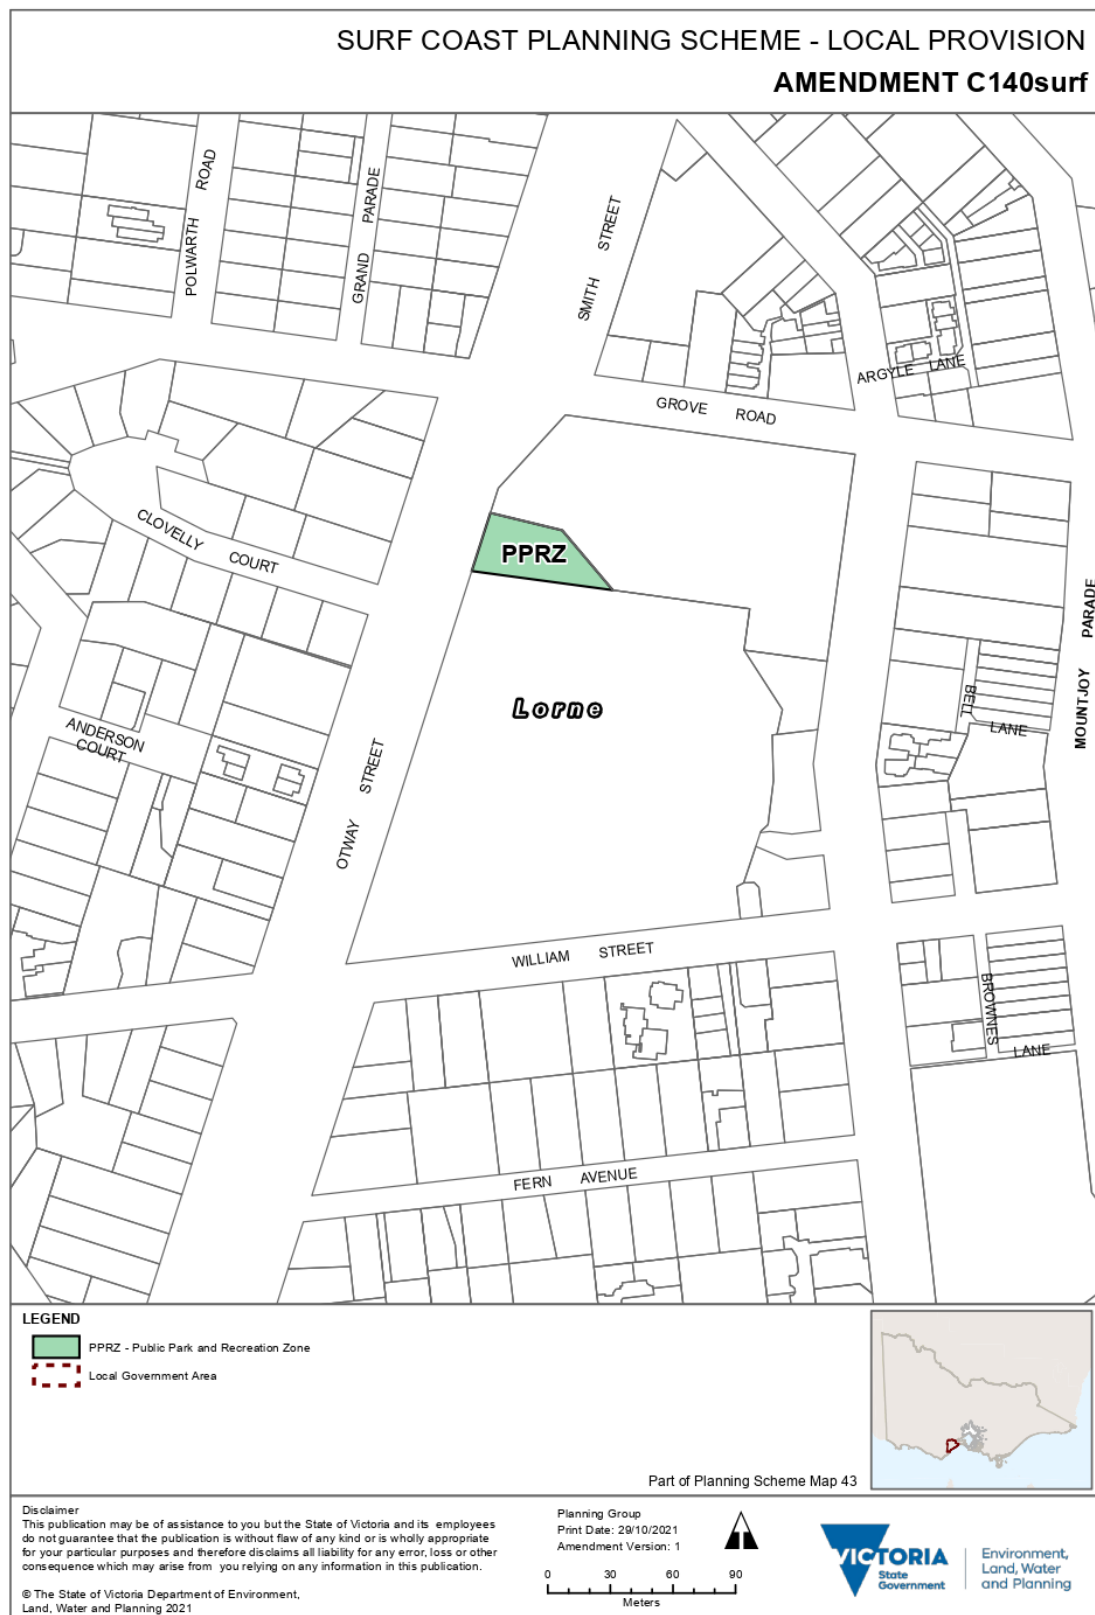 SURF COAST PLANNING SCHEME - LOCAL PROVISION
AMENDMENT C140surf
POLWARTH ROAD
GRAND PARADE
SMITH STREET
ARGYLE LANE
GROVE ROAD
CLOVELLY COURT
PPRZ
MOUNTJOY PARADE
Lorne
BELL LANE
ANDERSON
COURT
OTWAY STREET
WILLIAM STREET
BROWNES LANE
FERN AVENUE
LEGEND
PPRZ - Public Park and Recreation Zone
Local Government Area
Part of Planning Scheme Map 43
Disclaimer
This publication may be of assistance to you but the State of Victoria and its employees
do not guarantee that the publication is without flaw of any kind or is wholly appropriate
for your particular purposes and therefore disclaims all liability for any error, loss or other
consequence which may arise from you relying on any information in this publication.
© The State of Victoria Department of Environment,
Land, Water and Planning 2021
Planning Group
Print Date: 29/10/2021
Amendment Version: 1
0 30 60 90
Meters
VICTORIA
State
Government
Environment,
Land, Water
and Planning